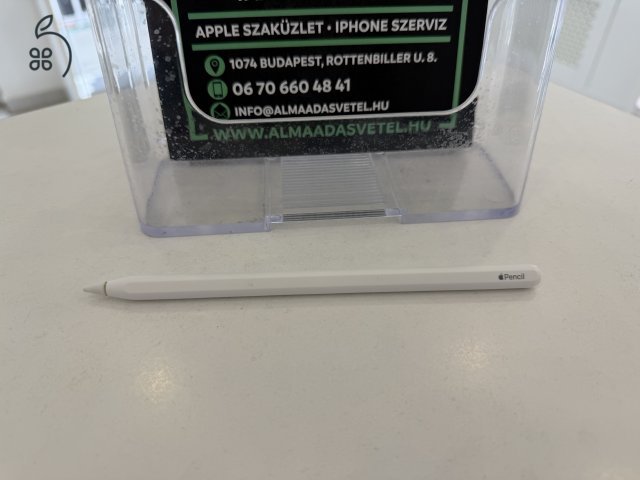 APPLE SZAKÜZLET • IPHONE SZERVIZ
1074 BUDAPEST, ROTTENBILLER U. 8.
06 70 660 48 41
INFO@ALMAADASVETEL.HU
WWW.ALMAADASVETEL.HU
Pencil